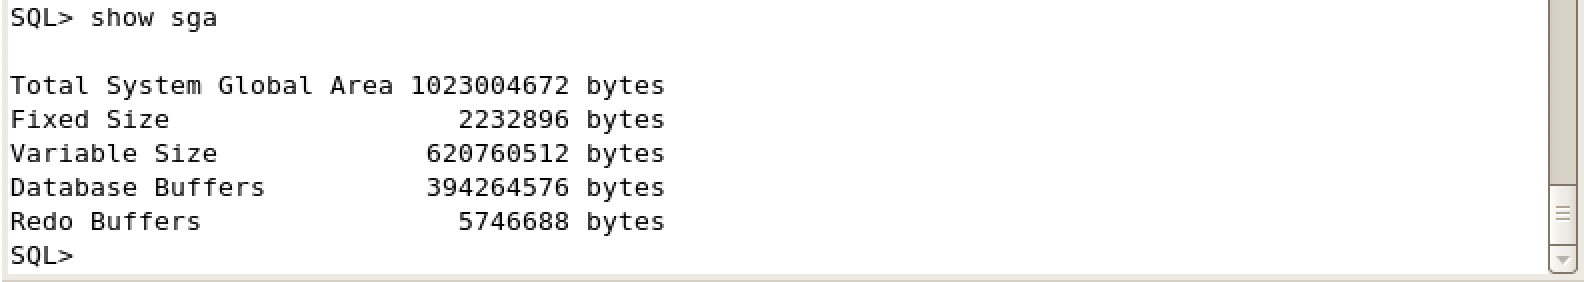 SQL> show sga
Total System Global Area 1023004672 bytes
Fixed Size 2232896 bytes
Variable Size 620760512 bytes
Database Buffers 394264576 bytes
Redo Buffers 5746688 bytes
SQL>